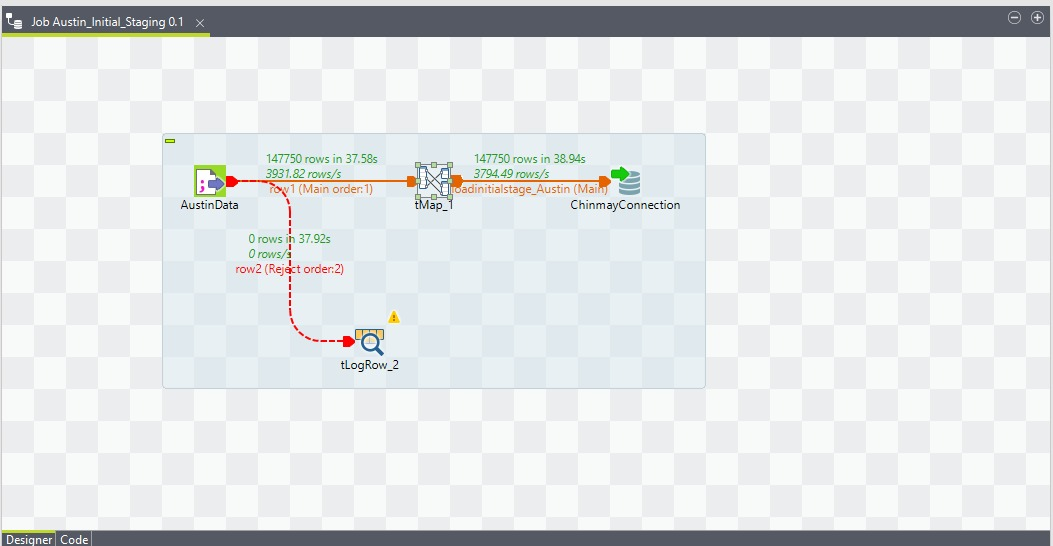 Job Austin_Initial_Staging 0.1
147750 rows in 37.58s
3931.82 rows/s
row1 (Main order:1)
147750 rows in 38.94s
3794.49 rows/s
loadinitialstage_Austin (Main)
AustinData
tMap_1
ChinmayConnection
0 rows in 37.92s
0 rows/s
row2 (Reject order:2)
tLogRow_2
Designer
Code